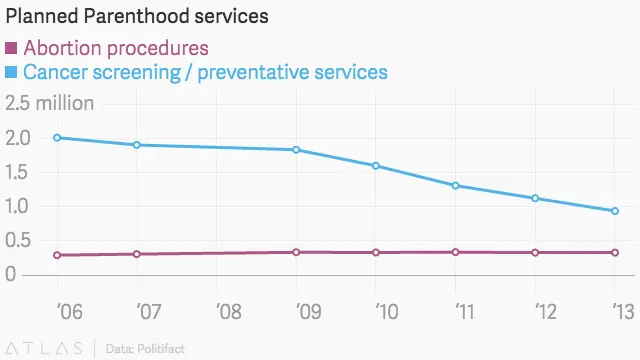 Planned Parenthood services
Abortion procedures
Cancer screening / preventative services
2.5 million
2.0
1.5
1.0
0.5
0
’06 ’07 ’08 ’09 ’10 ’11 ’12 ’13
ATLAS Data: Politifact